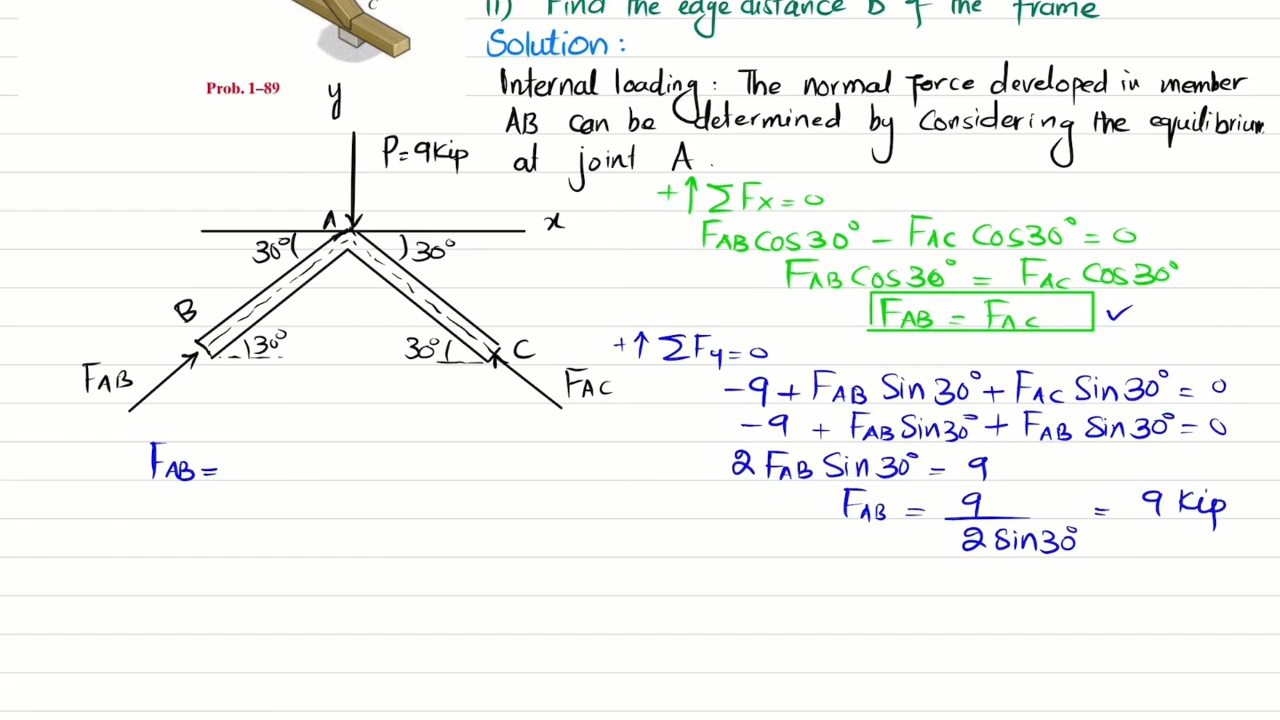 C
11) Find the edge distance b of the frame
Solution :
Prob. 1–89
Internal loading : The normal force developed in member
AB can be determined by considering the equilibrium
at joint A .
y
P=9Kip
A
x
30°
30°
B
30°
30°
C
FAB
FAC
+↑ ΣFx = 0
FAB Cos30° - FAC Cos30° = 0
FAB Cos30° = FAC Cos30°
FAB = FAC ✓
+↑ ΣFy = 0
-9 + FAB Sin30° + FAC Sin30° = 0
-9 + FAB Sin30° + FAB Sin30° = 0
2 FAB Sin30° = 9
FAB = 9 / 2 Sin30° = 9 Kip
FAB =